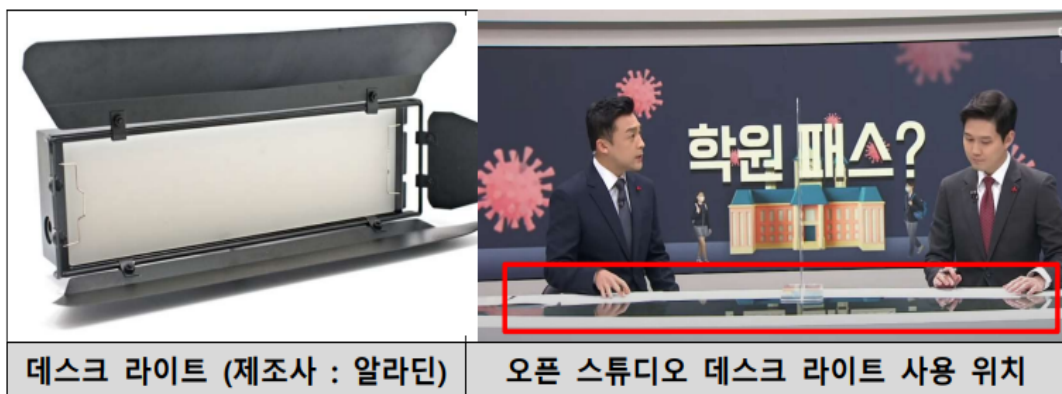 학원 패스?
데스크 라이트 (제조사 : 알라딘)
오픈 스튜디오 데스크 라이트 사용 위치